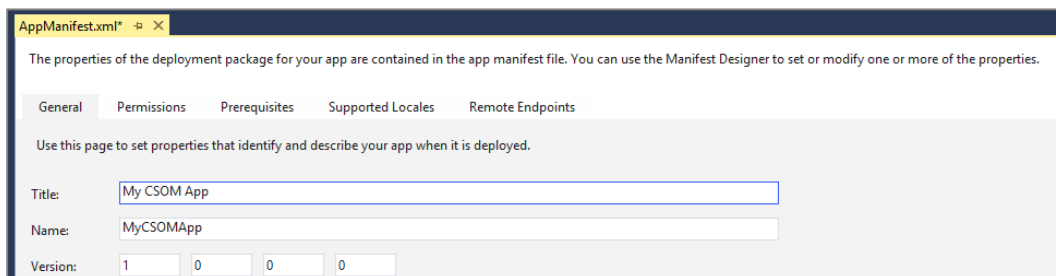 AppManifest.xml*
The properties of the deployment package for your app are contained in the app manifest file. You can use the Manifest Designer to set or modify one or more of the properties.
General Permissions Prerequisites Supported Locales Remote Endpoints
Use this page to set properties that identify and describe your app when it is deployed.
Title: My CSOM App
Name: MyCSOMApp
Version: 1 0 0 0